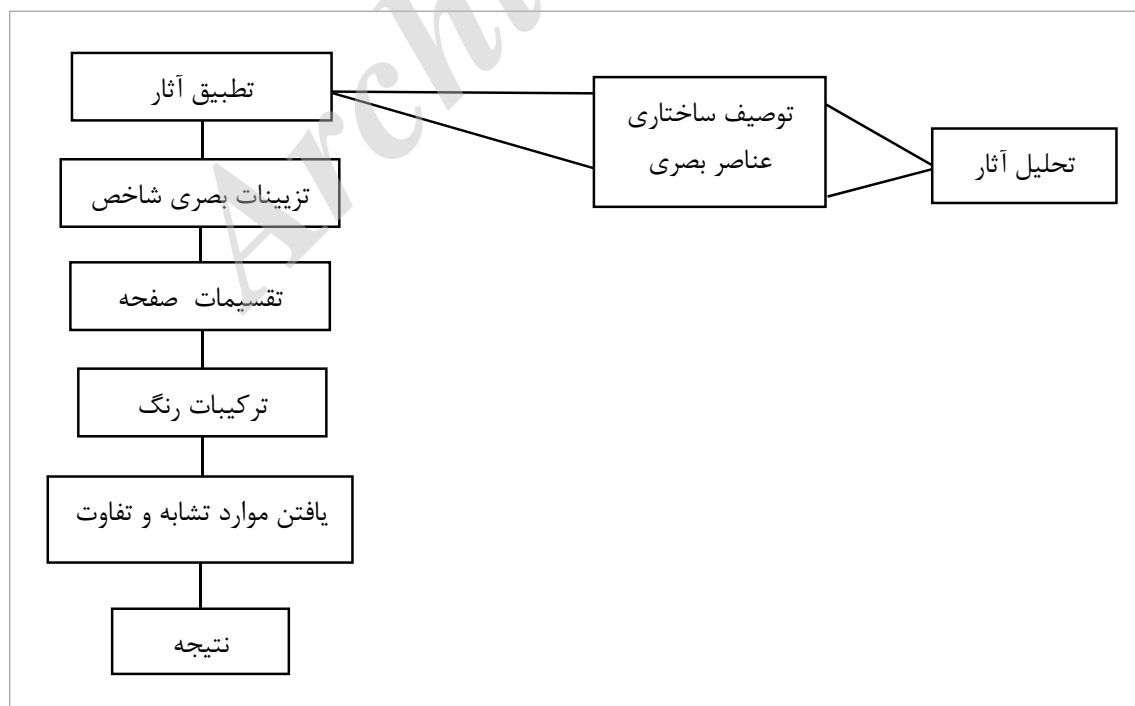 تحلیل آثار
توصیف ساختاری
عناصر بصری
تطبیق آثار
تزیینات بصری شاخص
تقسیمات صفحه
ترکیبات رنگ
یافتن موارد تشابه و تفاوت
نتیجه